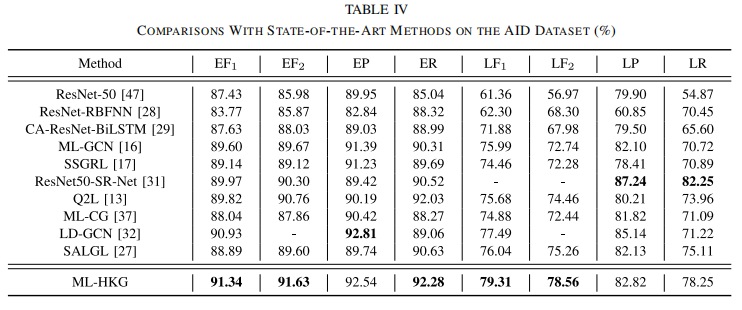 TABLE IV
COMPARISONS WITH STATE-OF-THE-ART METHODS ON THE AID DATASET (%)
Method EF1 EF2 EP ER LF1 LF2 LP LR
ResNet-50 [47] 87.43 85.98 89.95 85.04 61.36 56.97 79.90 54.87
ResNet-RBFNN [28] 83.77 85.87 82.84 88.32 62.30 68.30 60.85 70.45
CA-ResNet-BiLSTM [29] 87.63 88.03 89.03 88.99 71.88 67.98 79.50 65.60
ML-GCN [16] 89.60 89.67 91.39 90.31 75.99 72.74 82.10 70.72
SSGRL [17] 89.14 89.12 91.23 89.69 74.46 72.28 78.41 70.89
ResNet50-SR-Net [31] 89.97 90.30 89.42 90.52 - - 87.24 82.25
Q2L [13] 89.82 90.76 90.19 92.03 75.68 74.46 80.21 73.96
ML-CG [37] 88.04 87.86 90.42 88.27 74.88 72.44 81.82 71.09
LD-GCN [32] 90.93 - 92.81 89.06 77.49 - 85.14 71.22
SALGL [27] 88.89 89.60 89.74 90.63 76.04 75.26 82.13 75.11
ML-HKG 91.34 91.63 92.54 92.28 79.31 78.56 82.82 78.25